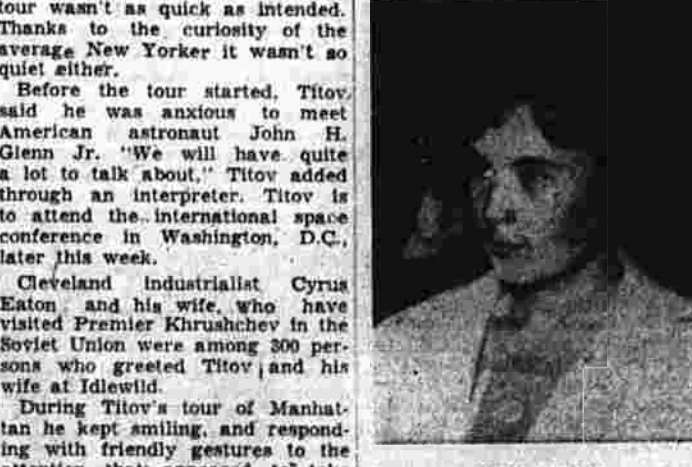 tour wasn't as quick as intended.
Thanks to the curiosity of the
average New Yorker it wasn't so
quiet either.
Before the tour started, Titov
said he was anxious to meet
American astronaut John H.
Glenn Jr. "We will have quite
a lot to talk about," Titov added
through an interpreter. Titov is
to attend the international space
conference in Washington, D.C.,
later this week.
Cleveland industrialist Cyrus
Eaton and his wife, who have
visited Premier Khrushchev in the
Soviet Union were among 300 per-
sons who greeted Titov and his
wife at Idlewild.
During Titov's tour of Manhat-
tan he kept smiling, and respond-
ing with friendly gestures to the